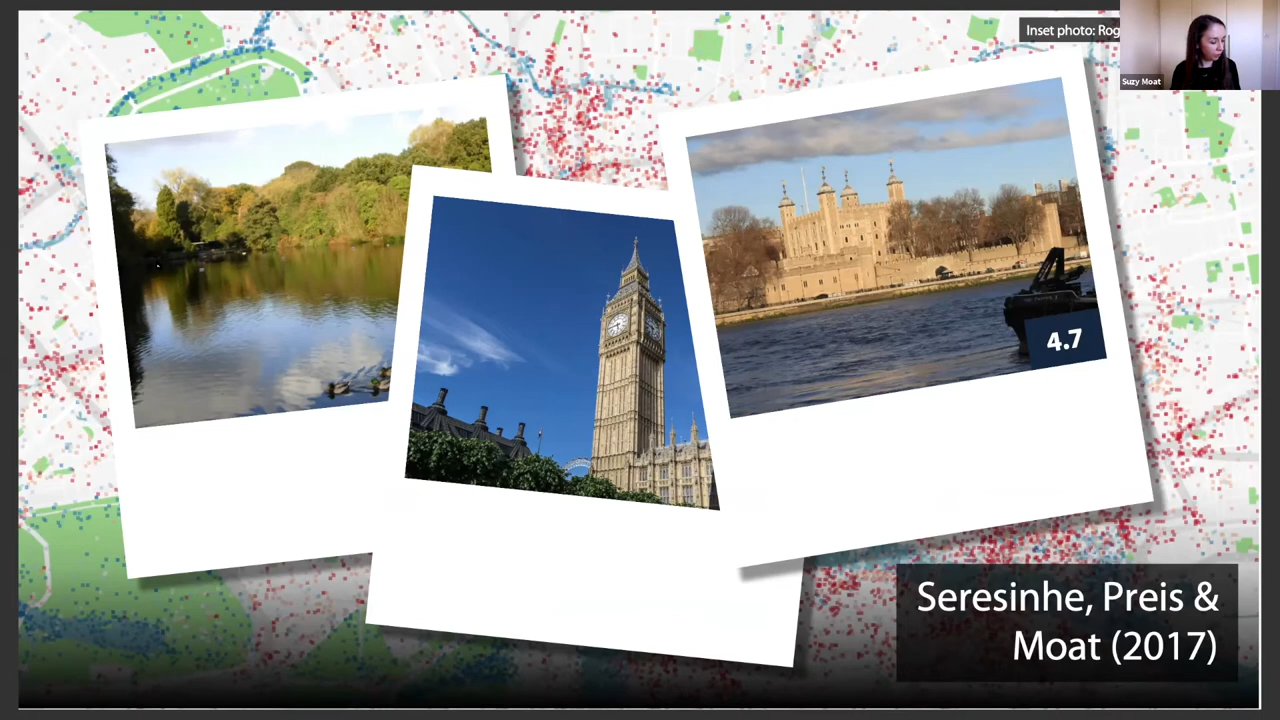 Inset photo: Rog
Suzy Moat
4.7
Seresinhe, Preis &
Moat (2017)